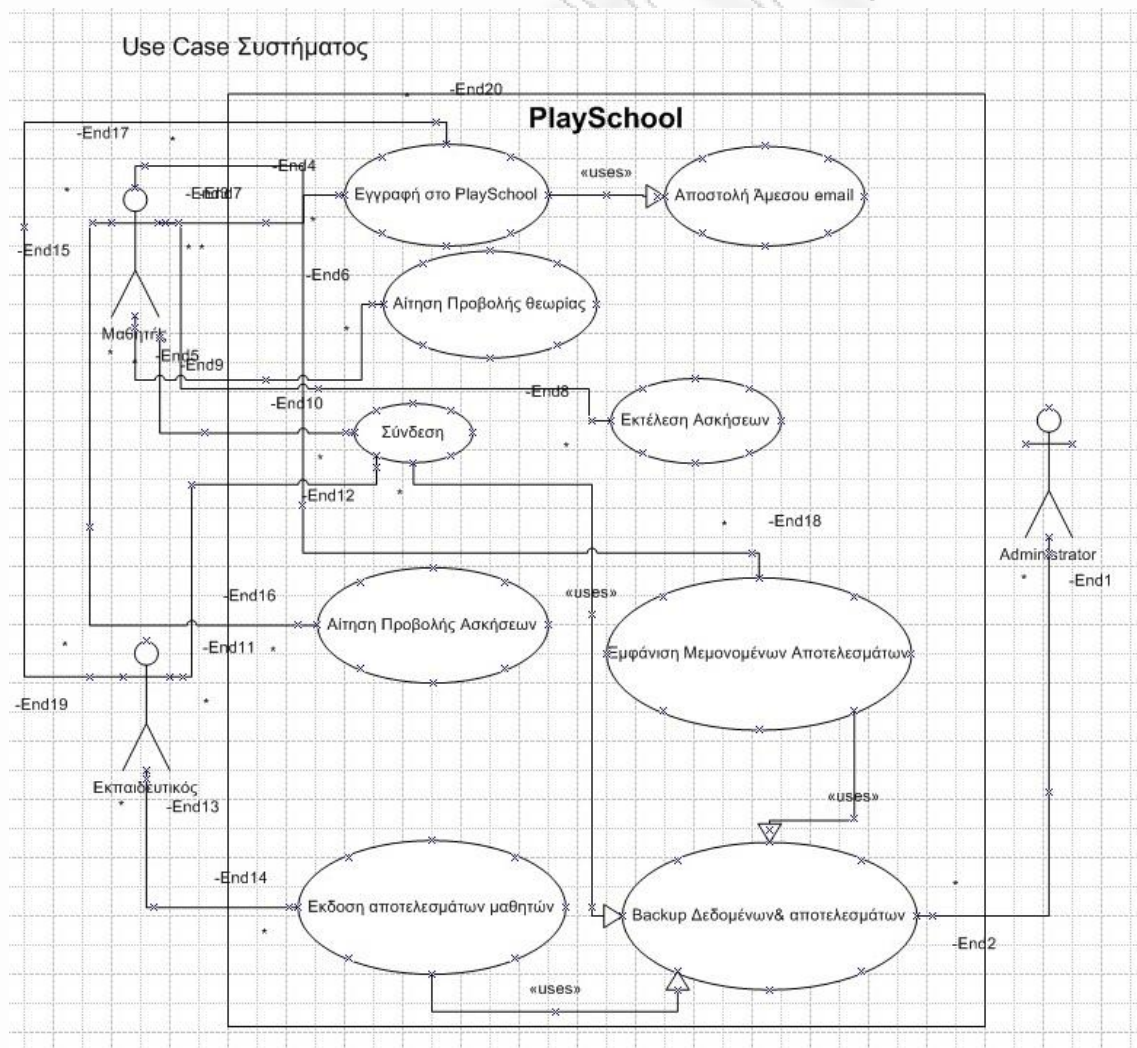 Use Case Συστήματος
-End20
PlaySchool
-End17
*
*
-End4
«uses»
Εγγραφή στο PlaySchool
Αποστολή Άμεσου email
*
*
*
*
-End15
-End6
Αίτηση Προβολής θεωρίας
*
Μαθητής
*
*
-End5
-End9
-End8
-End10
Εκτέλεση Ασκήσεων
Σύνδεση
*
*
*
-End12
*
-End18
Administrator
*
-End1
«uses»
-End16
Αίτηση Προβολής Ασκήσεων
*
-End11
*
Εμφάνιση Μεμονομένων Αποτελεσμάτων
-End19
*
Εκπαιδευτικός
*
-End13
«uses»
-End14
*
Εκδοση αποτελεσμάτων μαθητών
Backup Δεδομένων& αποτελεσμάτων
*
-End2
«uses»